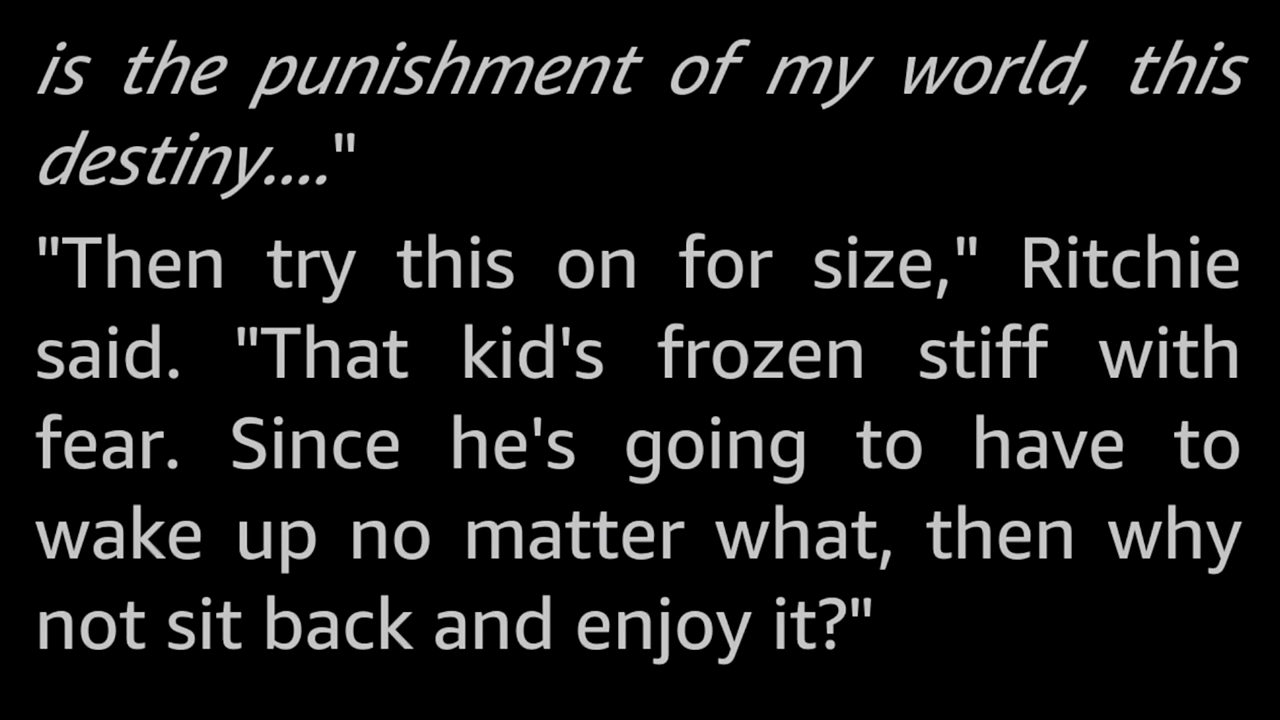 is the punishment of my world, this
destiny...."
"Then try this on for size," Ritchie
said. "That kid's frozen stiff with
fear. Since he's going to have to
wake up no matter what, then why
not sit back and enjoy it?"